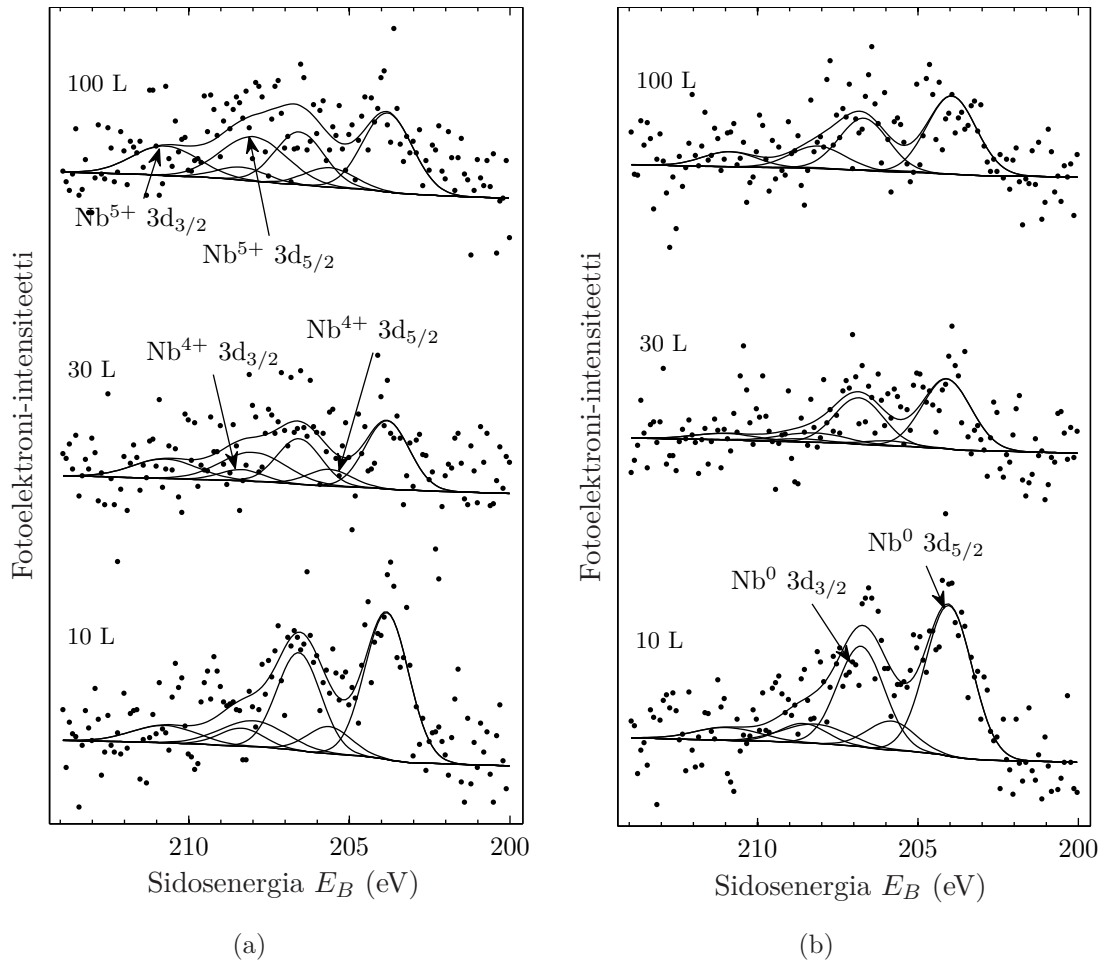 100 L
Nb⁵⁺ 3d₃/₂
Nb⁵⁺ 3d₅/₂
30 L
Nb⁴⁺ 3d₃/₂
Nb⁴⁺ 3d₅/₂
10 L
Fotoelektroni-intensiteetti
210 205 200
Sidosenergia E_B (eV)
(a)
100 L
30 L
Nb⁰ 3d₅/₂
Nb⁰ 3d₃/₂
10 L
Fotoelektroni-intensiteetti
210 205 200
Sidosenergia E_B (eV)
(b)